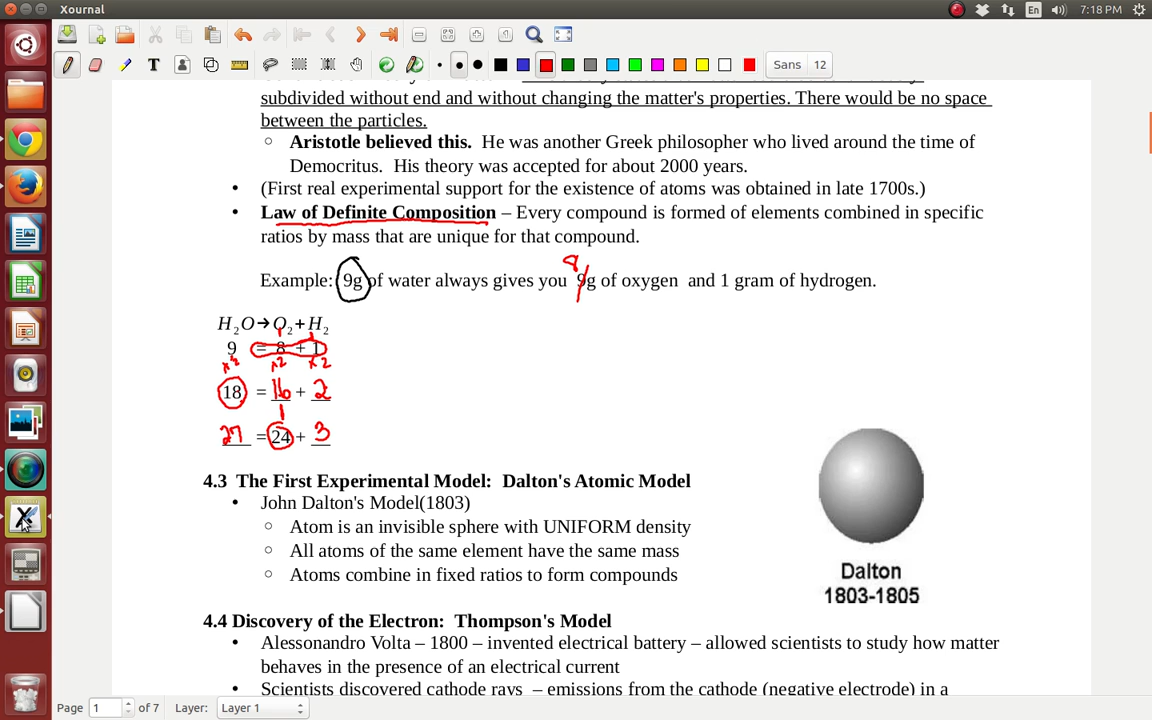 Xournal
En
7:18 PM
Sans 12
subdivided without end and without changing the matter's properties. There would be no space
between the particles.
◦ Aristotle believed this. He was another Greek philosopher who lived around the time of
Democritus. His theory was accepted for about 2000 years.
• (First real experimental support for the existence of atoms was obtained in late 1700s.)
• Law of Definite Composition – Every compound is formed of elements combined in specific
ratios by mass that are unique for that compound.
8
Example: 9g of water always gives you 9g of oxygen and 1 gram of hydrogen.
H2O→O2+H2
9 = 8 + 1
x2 x2 x2
18 = 16 + 2
27 = 24 + 3
4.3 The First Experimental Model: Dalton's Atomic Model
• John Dalton's Model(1803)
◦ Atom is an invisible sphere with UNIFORM density
◦ All atoms of the same element have the same mass
◦ Atoms combine in fixed ratios to form compounds
Dalton
1803-1805
4.4 Discovery of the Electron: Thompson's Model
• Alessonandro Volta – 1800 – invented electrical battery – allowed scientists to study how matter
behaves in the presence of an electrical current
• Scientists discovered cathode rays – emissions from the cathode (negative electrode) in a
Page 1 of 7 Layer: Layer 1